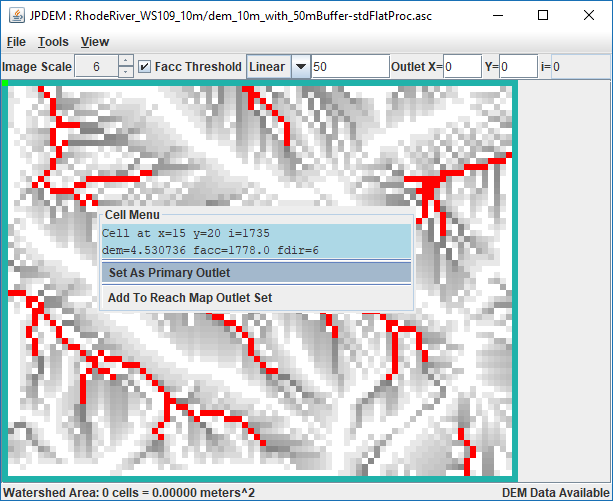 JPDEM : RhodeRiver_WS109_10m/dem_10m_with_50mBuffer-stdFlatProc.asc
File Tools View
Image Scale 6 Facc Threshold Linear 50 Outlet X= 0 Y= 0 i= 0
Cell Menu
Cell at x=15 y=20 i=1735
dem=4.530736 facc=1778.0 fdir=6
Set As Primary Outlet
Add To Reach Map Outlet Set
Watershed Area: 0 cells = 0.00000 meters^2 DEM Data Available